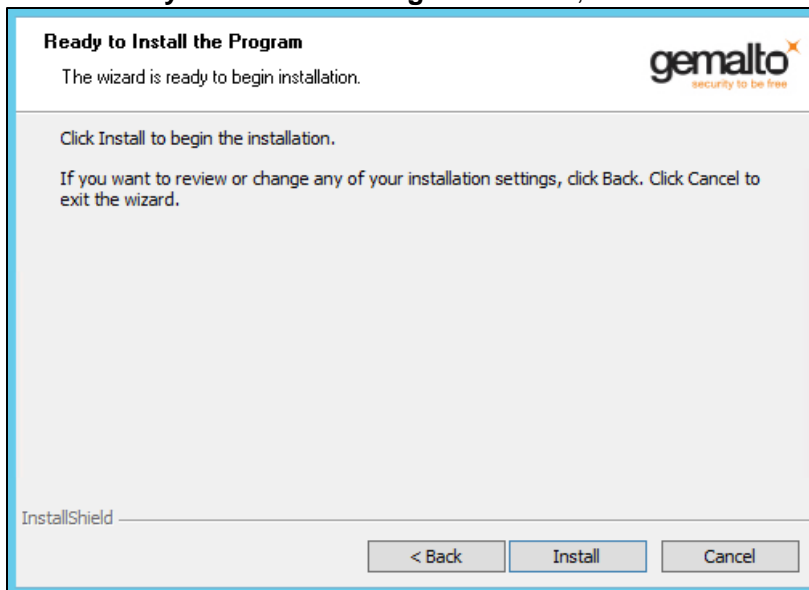 Ready to Install the Program
The wizard is ready to begin installation.
gemalto
security to be free
Click Install to begin the installation.
If you want to review or change any of your installation settings, click Back. Click Cancel to
exit the wizard.
InstallShield
< Back
Install
Cancel